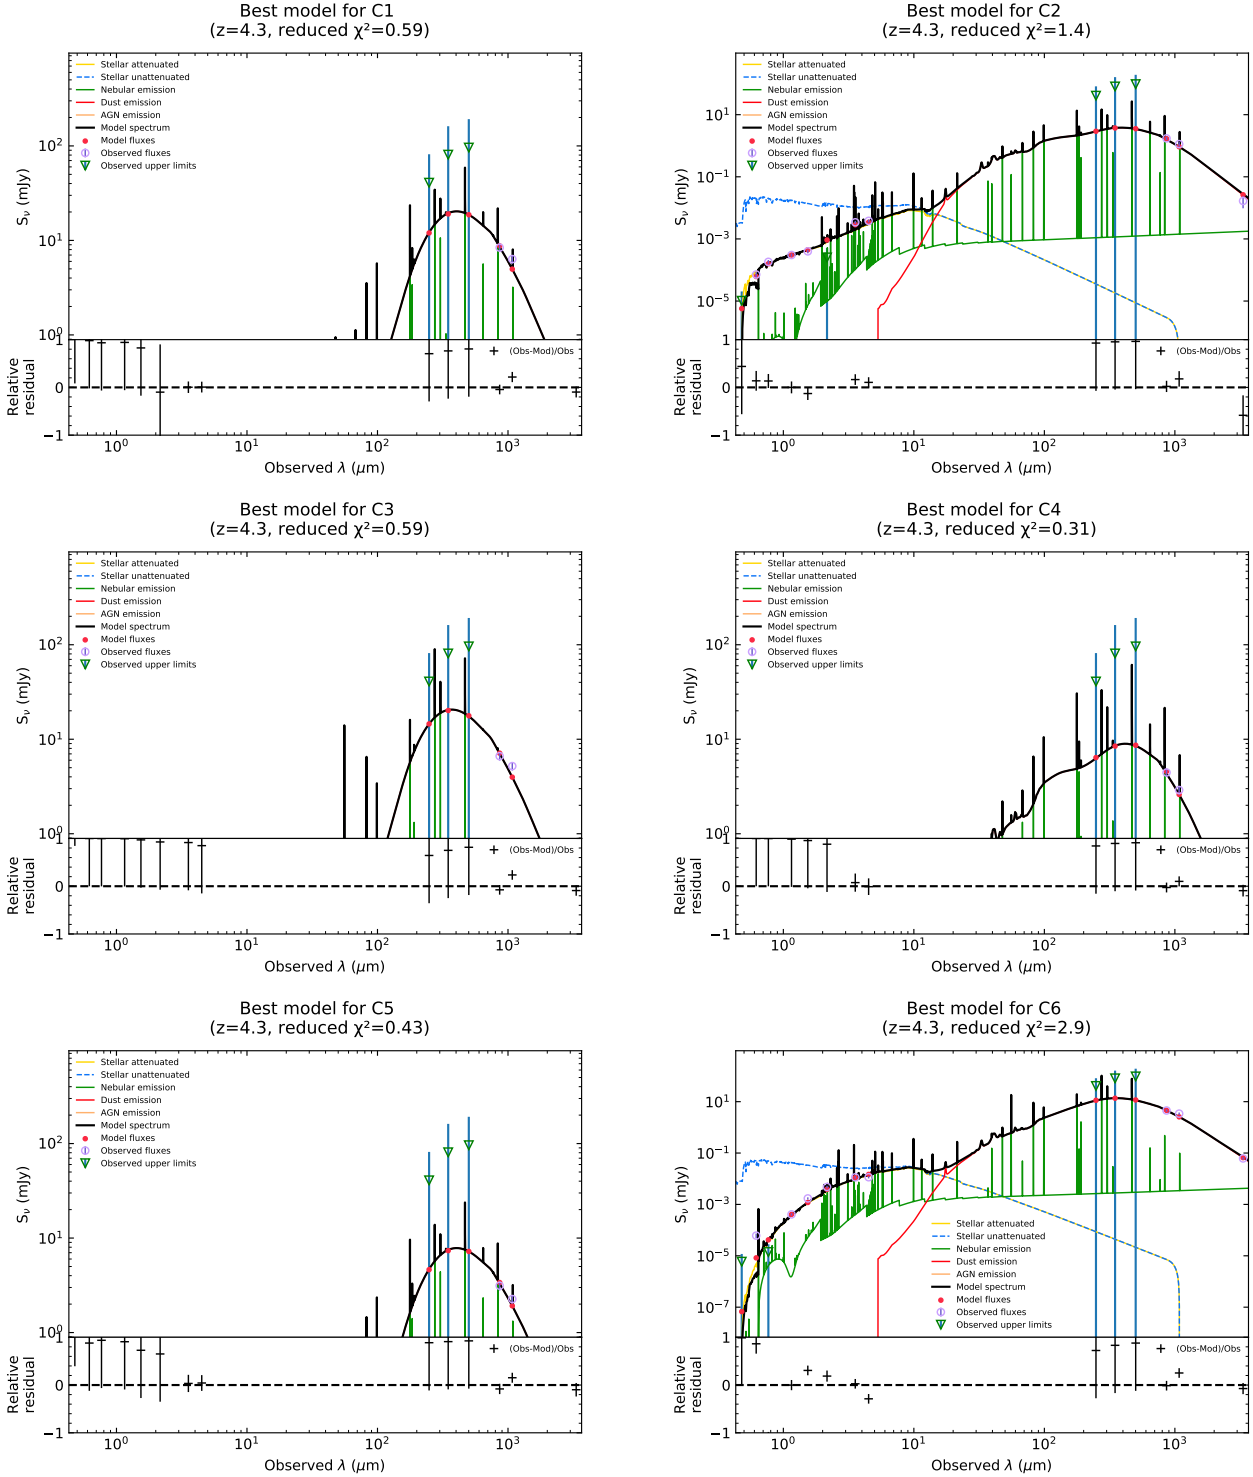 Best model for C1
(z=4.3, reduced χ²=0.59)
Stellar attenuated
Stellar unattenuated
Nebular emission
Dust emission
AGN emission
Model spectrum
Model fluxes
Observed fluxes
Observed upper limits
S_ν (mJy)
10²
10¹
10⁰
Relative residual
1
0
−1
(Obs-Mod)/Obs
10⁰ 10¹ 10² 10³
Observed λ (μm)
Best model for C2
(z=4.3, reduced χ²=1.4)
Stellar attenuated
Stellar unattenuated
Nebular emission
Dust emission
AGN emission
Model spectrum
Model fluxes
Observed fluxes
Observed upper limits
S_ν (mJy)
10¹
10⁻¹
10⁻³
10⁻⁵
Relative residual
1
0
−1
(Obs-Mod)/Obs
10⁰ 10¹ 10² 10³
Observed λ (μm)
Best model for C3
(z=4.3, reduced χ²=0.59)
Stellar attenuated
Stellar unattenuated
Nebular emission
Dust emission
AGN emission
Model spectrum
Model fluxes
Observed fluxes
Observed upper limits
S_ν (mJy)
10²
10¹
10⁰
Relative residual
1
0
−1
(Obs-Mod)/Obs
10⁰ 10¹ 10² 10³
Observed λ (μm)
Best model for C4
(z=4.3, reduced χ²=0.31)
Stellar attenuated
Stellar unattenuated
Nebular emission
Dust emission
AGN emission
Model spectrum
Model fluxes
Observed fluxes
Observed upper limits
S_ν (mJy)
10²
10¹
10⁰
Relative residual
1
0
−1
(Obs-Mod)/Obs
10⁰ 10¹ 10² 10³
Observed λ (μm)
Best model for C5
(z=4.3, reduced χ²=0.43)
Stellar attenuated
Stellar unattenuated
Nebular emission
Dust emission
AGN emission
Model spectrum
Model fluxes
Observed fluxes
Observed upper limits
S_ν (mJy)
10²
10¹
10⁰
Relative residual
1
0
−1
(Obs-Mod)/Obs
10⁰ 10¹ 10² 10³
Observed λ (μm)
Best model for C6
(z=4.3, reduced χ²=2.9)
S_ν (mJy)
10¹
10⁻¹
10⁻³
10⁻⁵
10⁻⁷
Stellar attenuated
Stellar unattenuated
Nebular emission
Dust emission
AGN emission
Model spectrum
Model fluxes
Observed fluxes
Observed upper limits
Relative residual
1
0
−1
(Obs-Mod)/Obs
10⁰ 10¹ 10² 10³
Observed λ (μm)